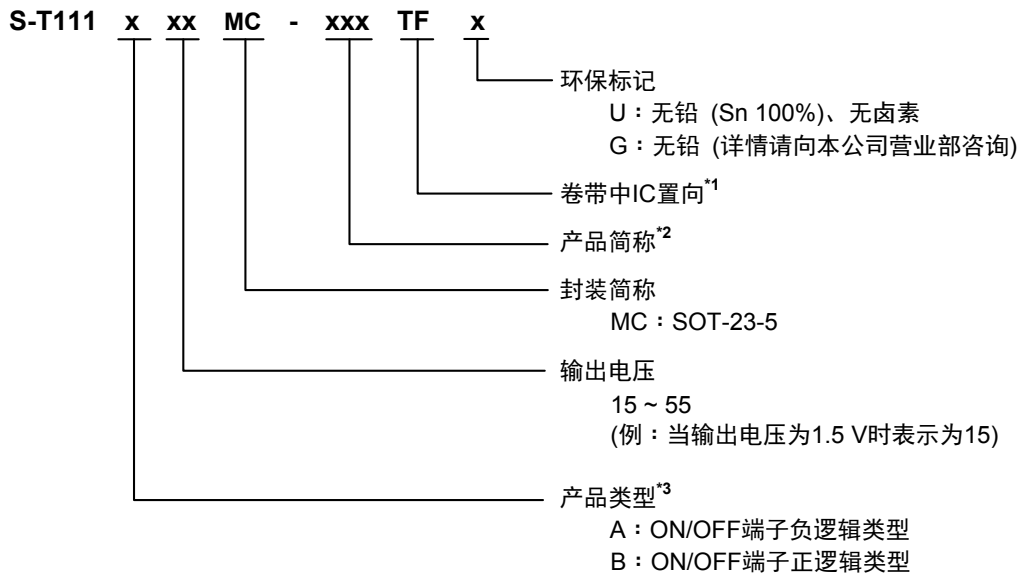 S-T111 x xx MC - xxx TF x
环保标记
U：无铅 (Sn 100%)、无卤素
G：无铅 (详情请向本公司营业部咨询)
卷带中IC置向*1
产品简称*2
封装简称
MC：SOT-23-5
输出电压
15 ~ 55
(例：当输出电压为1.5 V时表示为15)
产品类型*3
A：ON/OFF端子负逻辑类型
B：ON/OFF端子正逻辑类型